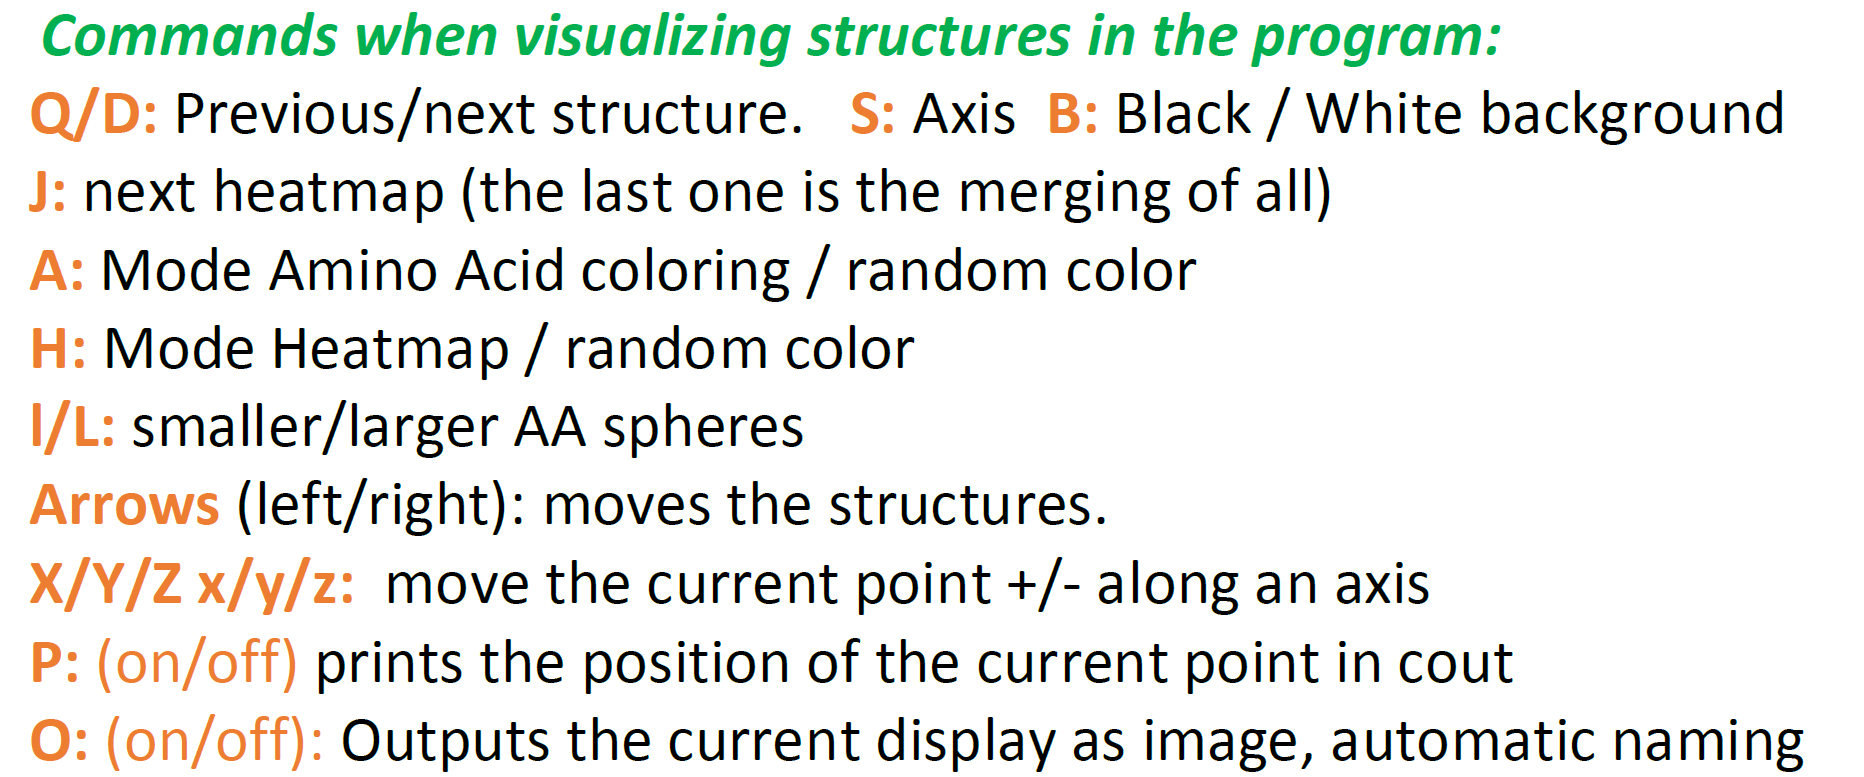 Commands when visualizing structures in the program:
Q/D: Previous/next structure. S: Axis B: Black / White background
J: next heatmap (the last one is the merging of all)
A: Mode Amino Acid coloring / random color
H: Mode Heatmap / random color
l/L: smaller/larger AA spheres
Arrows (left/right): moves the structures.
X/Y/Z x/y/z: move the current point +/- along an axis
P: (on/off) prints the position of the current point in cout
O: (on/off): Outputs the current display as image, automatic naming